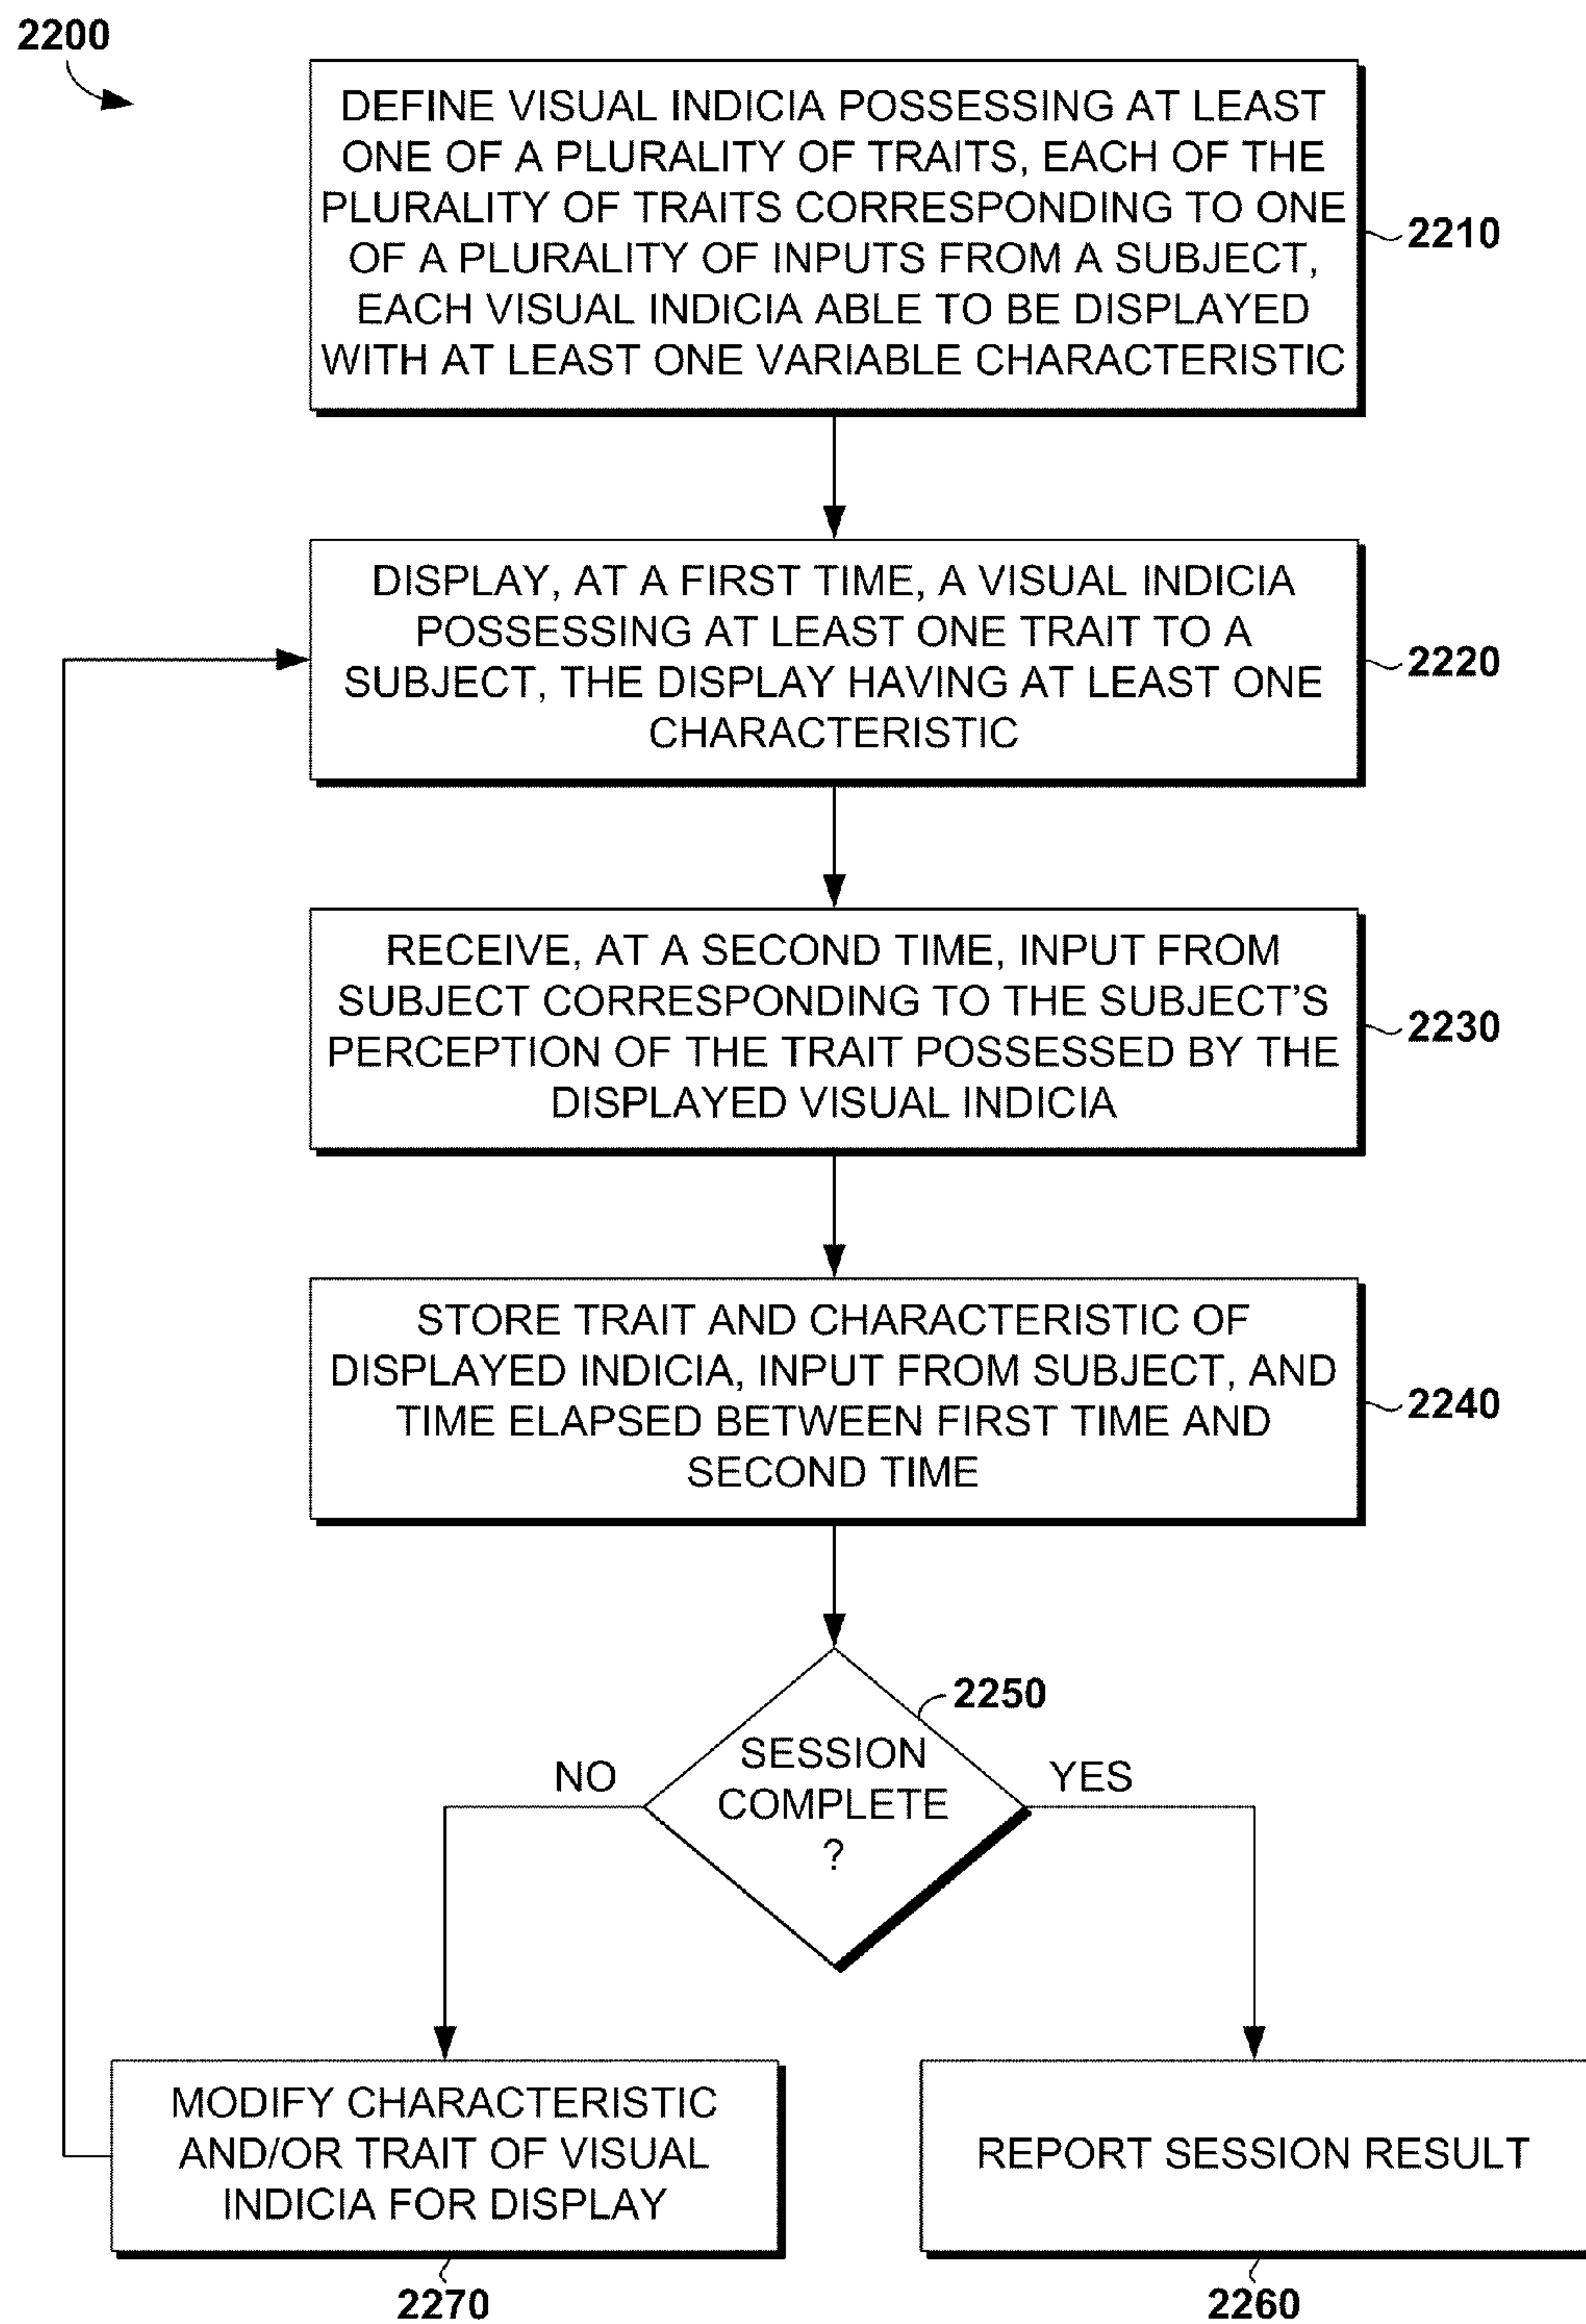 2200
DEFINE VISUAL INDICIA POSSESSING AT LEAST
ONE OF A PLURALITY OF TRAITS, EACH OF THE
PLURALITY OF TRAITS CORRESPONDING TO ONE
OF A PLURALITY OF INPUTS FROM A SUBJECT,
EACH VISUAL INDICIA ABLE TO BE DISPLAYED
WITH AT LEAST ONE VARIABLE CHARACTERISTIC
2210
DISPLAY, AT A FIRST TIME, A VISUAL INDICIA
POSSESSING AT LEAST ONE TRAIT TO A
SUBJECT, THE DISPLAY HAVING AT LEAST ONE
CHARACTERISTIC
2220
RECEIVE, AT A SECOND TIME, INPUT FROM
SUBJECT CORRESPONDING TO THE SUBJECT'S
PERCEPTION OF THE TRAIT POSSESSED BY THE
DISPLAYED VISUAL INDICIA
2230
STORE TRAIT AND CHARACTERISTIC OF
DISPLAYED INDICIA, INPUT FROM SUBJECT, AND
TIME ELAPSED BETWEEN FIRST TIME AND
SECOND TIME
2240
2250
SESSION
COMPLETE
?
NO
YES
MODIFY CHARACTERISTIC
AND/OR TRAIT OF VISUAL
INDICIA FOR DISPLAY
2270
REPORT SESSION RESULT
2260